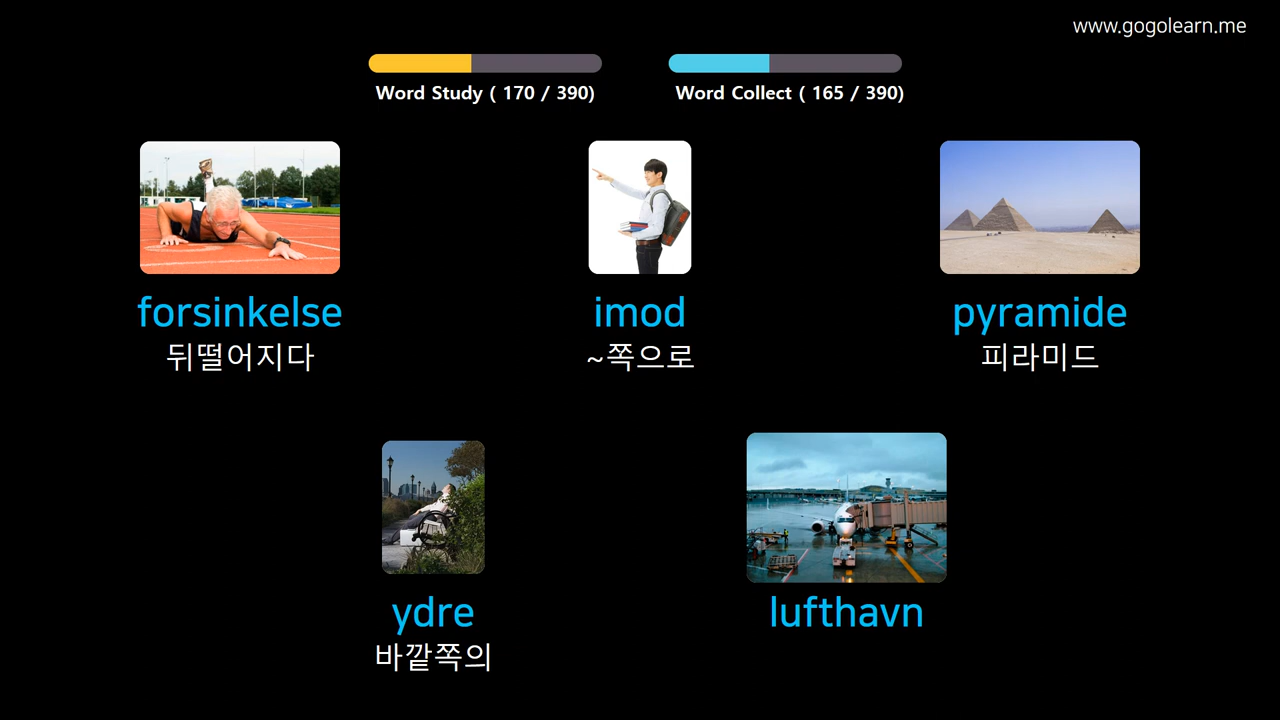 www.gogolearn.me
Word Study ( 170 / 390)
Word Collect ( 165 / 390)
forsinkelse
뒤떨어지다
imod
~쪽으로
pyramide
피라미드
ydre
바깥쪽의
lufthavn